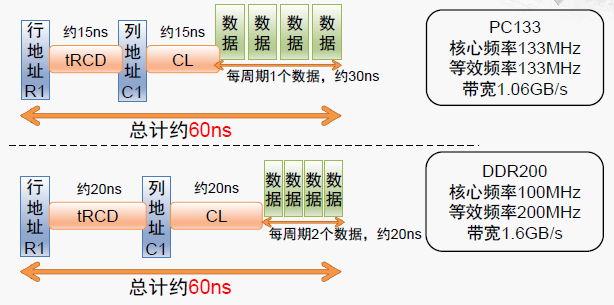 约15ns
约15ns
行地址R1
tRCD
列地址C1
CL
数据
数据
数据
数据
每周期1个数据，约30ns
总计约60ns
PC133
核心频率133MHz
等效频率133MHz
带宽1.06GB/s
约20ns
约20ns
行地址R1
tRCD
列地址C1
CL
数据
数据
数据
数据
每周期2个数据，约20ns
总计约60ns
DDR200
核心频率100MHz
等效频率200MHz
带宽1.6GB/s